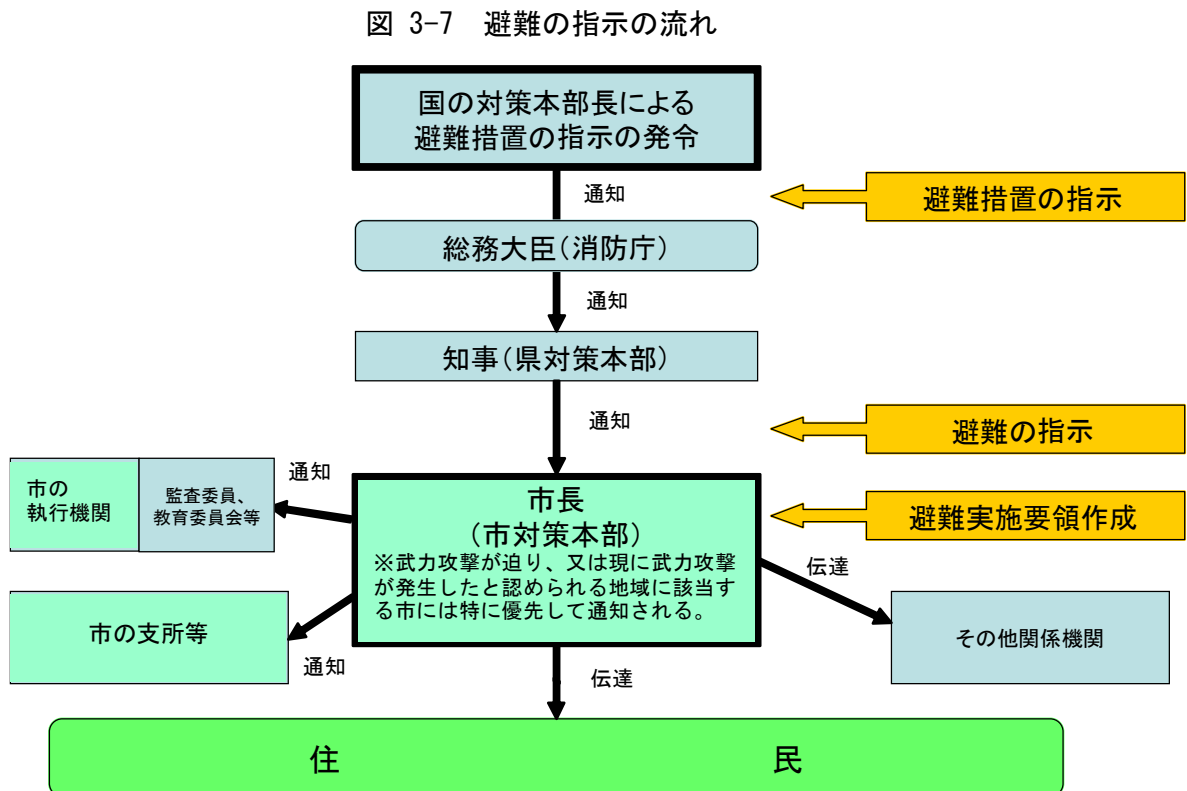 図 3-7 避難の指示の流れ
国の対策本部長による
避難措置の指示の発令
通知
避難措置の指示
総務大臣(消防庁)
通知
知事(県対策本部)
通知
避難の指示
市の
執行機関
監査委員、
教育委員会等
通知
市長
(市対策本部)
※武力攻撃が迫り、又は現に武力攻撃
が発生したと認められる地域に該当す
る市には特に優先して通知される。
避難実施要領作成
伝達
市の支所等
通知
その他関係機関
伝達
住 民